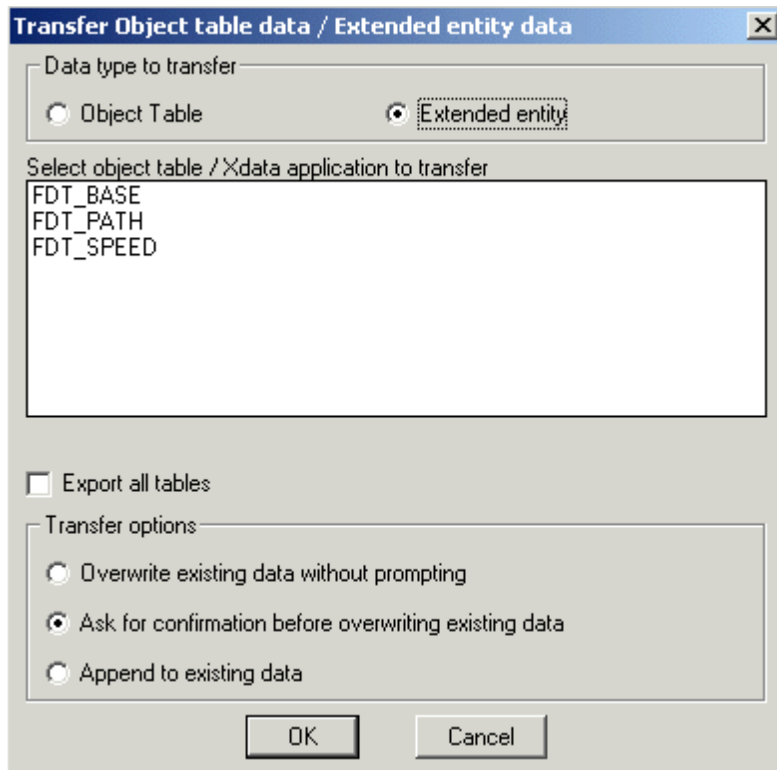 Transfer Object table data / Extended entity data
Data type to transfer
Object Table
Extended entity
Select object table / Xdata application to transfer
FDT_BASE
FDT_PATH
FDT_SPEED
Export all tables
Transfer options
Overwrite existing data without prompting
Ask for confirmation before overwriting existing data
Append to existing data
OK
Cancel